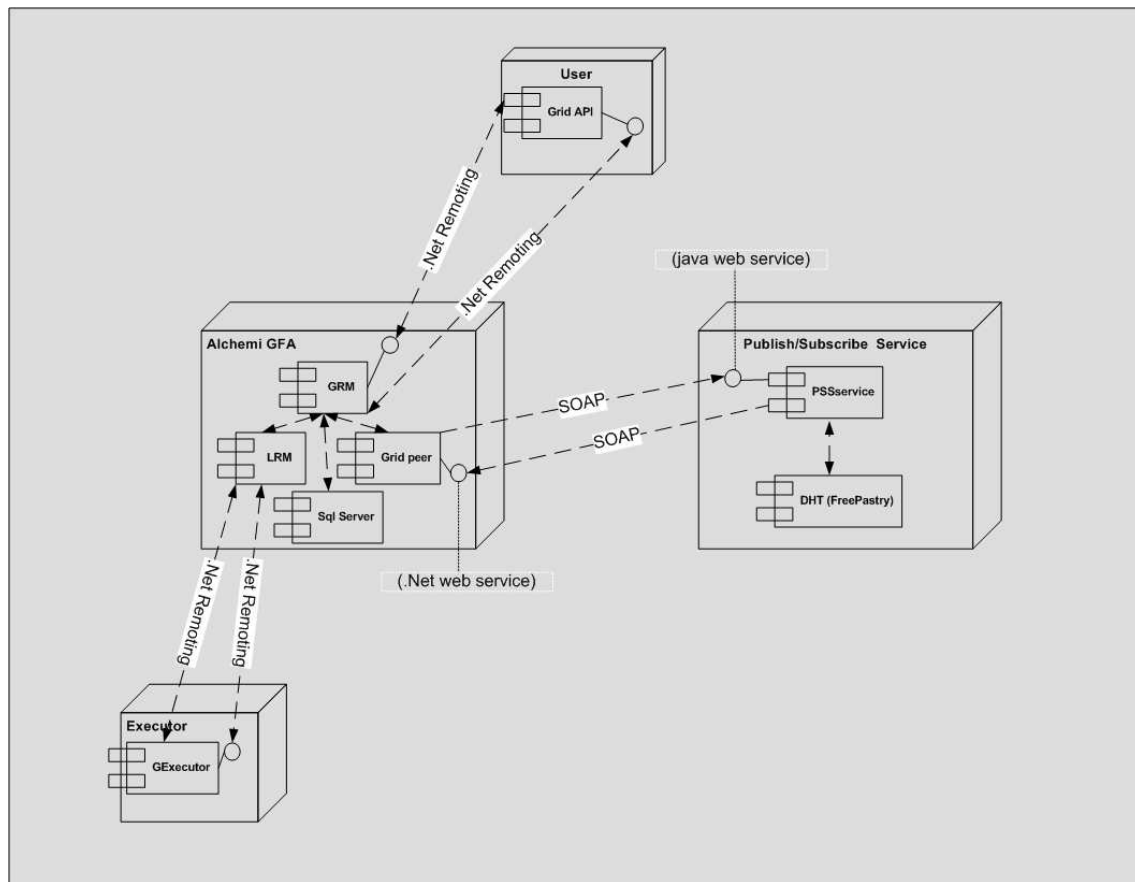 User
Grid API
.Net Remoting
.Net Remoting
(java web service)
Alchemi GFA
GRM
LRM
Grid peer
Sql Server
SOAP
SOAP
Publish/Subscribe Service
PSSservice
DHT (FreePastry)
(.Net web service)
.Net Remoting
.Net Remoting
Executor
GExecutor